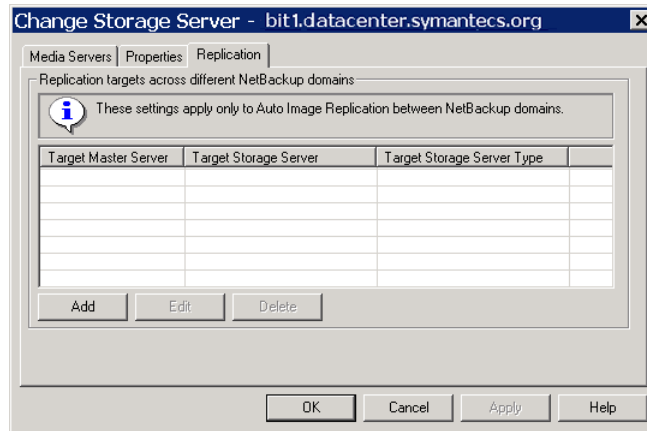 Change Storage Server - bit1.datacenter.symantecs.org
Media Servers Properties Replication
Replication targets across different NetBackup domains
These settings apply only to Auto Image Replication between NetBackup domains.
Target Master Server Target Storage Server Target Storage Server Type
Add Edit Delete
OK Cancel Apply Help